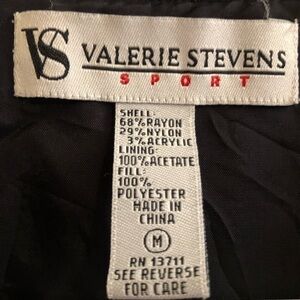 VS VALERIE STEVENS
SPORT
SHELL:
68% RAYON
29% NYLON
3% ACRYLIC
LINING:
100% ACETATE
FILL:
100%
POLYESTER
MADE IN
CHINA
M
RN 13711
SEE REVERSE
FOR CARE